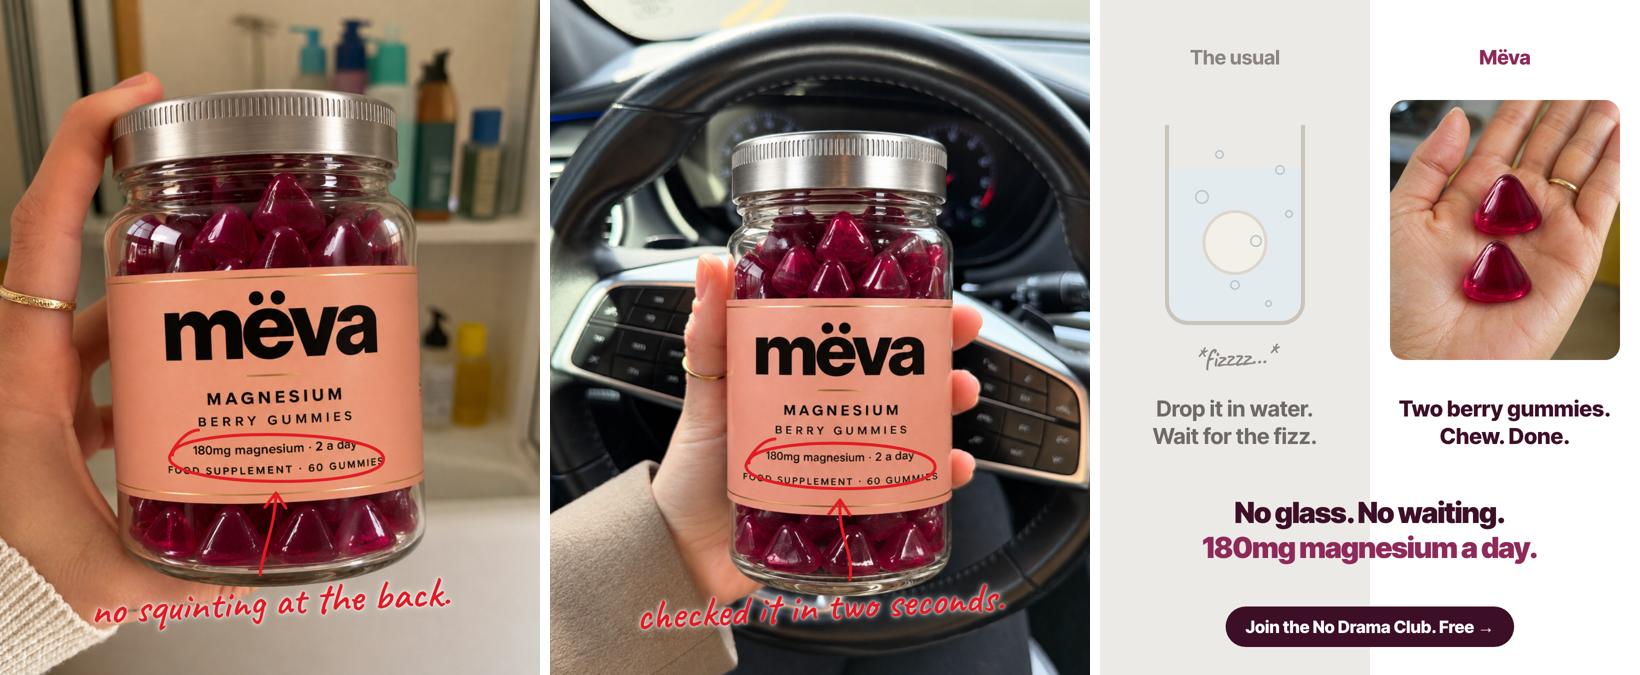 mëva
MAGNESIUM
BERRY GUMMIES
180mg magnesium · 2 a day
FOOD SUPPLEMENT · 60 GUMMIES
no squinting at the back.
mëva
MAGNESIUM
BERRY GUMMIES
180mg magnesium · 2 a day
FOOD SUPPLEMENT · 60 GUMMIES
checked it in two seconds.
The usual
*fizzzz...*
Drop it in water.
Wait for the fizz.
Mëva
Two berry gummies.
Chew. Done.
No glass. No waiting.
180mg magnesium a day.
Join the No Drama Club. Free →